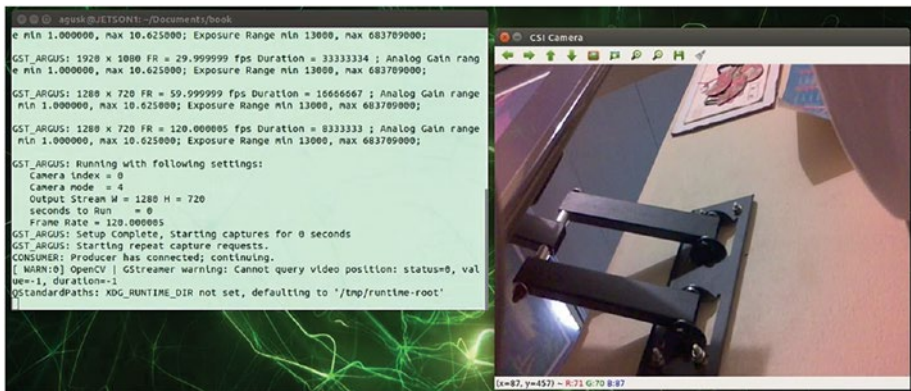 agusk@JETSON1: ~/Documents/book
e min 1.000000, max 10.625000; Exposure Range min 13000, max 683709000;
GST_ARGUS: 1920 x 1080 FR = 29.999999 fps Duration = 33333334 ; Analog Gain rang
e min 1.000000, max 10.625000; Exposure Range min 13000, max 683709000;
GST_ARGUS: 1280 x 720 FR = 59.999999 fps Duration = 16666667 ; Analog Gain range
min 1.000000, max 10.625000; Exposure Range min 13000, max 683709000;
GST_ARGUS: 1280 x 720 FR = 120.000005 fps Duration = 8333333 ; Analog Gain range
min 1.000000, max 10.625000; Exposure Range min 13000, max 683709000;
GST_ARGUS: Running with following settings:
Camera index = 0
Camera mode = 4
Output Stream W = 1280 H = 720
seconds to Run = 0
Frame Rate = 120.000005
GST_ARGUS: Setup Complete, Starting captures for 0 seconds
GST_ARGUS: Starting repeat capture requests.
CONSUMER: Producer has connected; continuing.
[ WARN:0] OpenCV | GStreamer warning: Cannot query video position: status=0, val
ue=-1, duration=-1
QStandardPaths: XDG_RUNTIME_DIR not set, defaulting to '/tmp/runtime-root'
CSI Camera
(x=87, y=457) ~ R:71 G:70 B:87